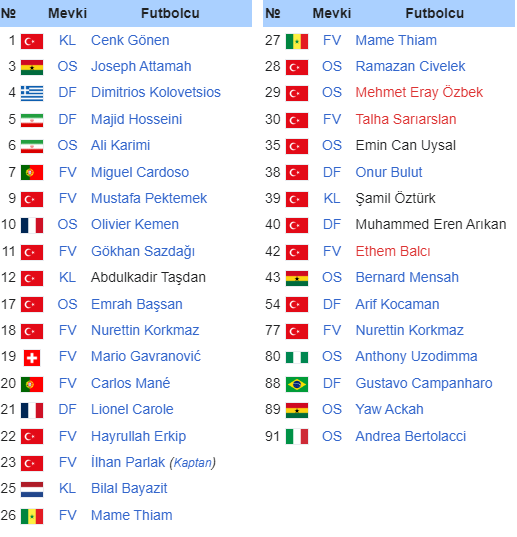 № Mevki Futbolcu
1 KL Cenk Gönen
3 OS Joseph Attamah
4 DF Dimitrios Kolovetsios
5 DF Majid Hosseini
6 OS Ali Karimi
7 FV Miguel Cardoso
9 FV Mustafa Pektemek
10 OS Olivier Kemen
11 FV Gökhan Sazdağı
12 KL Abdulkadir Taşdan
17 OS Emrah Başsan
18 FV Nurettin Korkmaz
19 FV Mario Gavranović
20 FV Carlos Mané
21 DF Lionel Carole
22 FV Hayrullah Erkip
23 FV İlhan Parlak (Kaptan)
25 KL Bilal Bayazit
26 FV Mame Thiam
№ Mevki Futbolcu
27 FV Mame Thiam
28 OS Ramazan Civelek
29 OS Mehmet Eray Özbek
30 FV Talha Sarıarslan
35 OS Emin Can Uysal
38 DF Onur Bulut
39 KL Şamil Öztürk
40 DF Muhammed Eren Arıkan
42 FV Ethem Balcı
43 OS Bernard Mensah
54 DF Arif Kocaman
77 FV Nurettin Korkmaz
80 OS Anthony Uzodimma
88 DF Gustavo Campanharo
89 OS Yaw Ackah
91 OS Andrea Bertolacci